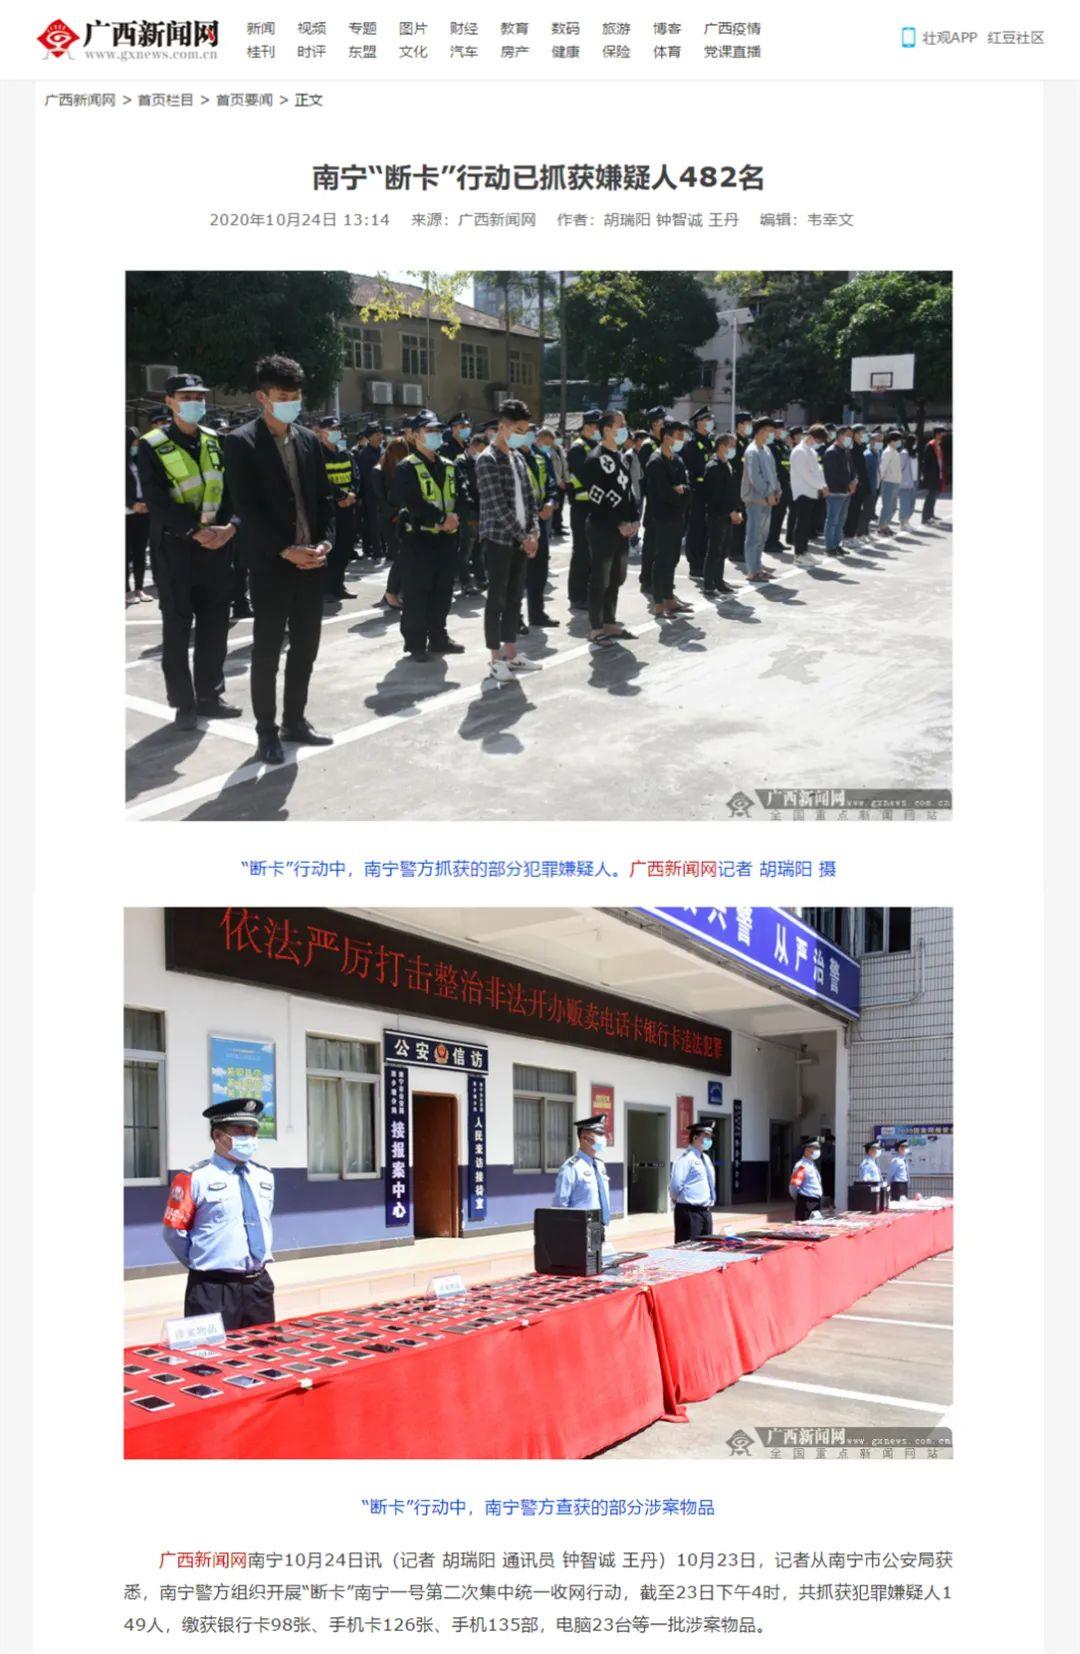 广西新闻网
www.gxnews.com.cn
新闻 视频 专题 图片 财经 教育 数码 旅游 博客 广西疫情
桂刊 时评 东盟 文化 汽车 房产 健康 保险 体育 党课直播
壮观APP 红豆社区
广西新闻网 > 首页栏目 > 首页要闻 > 正文
南宁“断卡”行动已抓获嫌疑人482名
2020年10月24日 13:14 来源：广西新闻网 作者：胡瑞阳 钟智诚 王丹 编辑：韦幸文
广西新闻网 www.gxnews.com.cn
全国重点新闻网站
“断卡”行动中，南宁警方抓获的部分犯罪嫌疑人。广西新闻网记者 胡瑞阳 摄
依法严厉打击整治非法开办贩卖电话卡银行卡违法犯罪
从严治警
公安信访
接报案中心
人民来访接待室
涉案物品
广西新闻网 www.gxnews.com.cn
全国重点新闻网站
“断卡”行动中，南宁警方查获的部分涉案物品
广西新闻网南宁10月24日讯（记者 胡瑞阳 通讯员 钟智诚 王丹）10月23日，记者从南宁市公安局获
悉，南宁警方组织开展“断卡”南宁一号第二次集中统一收网行动，截至23日下午4时，共抓获犯罪嫌疑人1
49人，缴获银行卡98张、手机卡126张、手机135部，电脑23台等一批涉案物品。